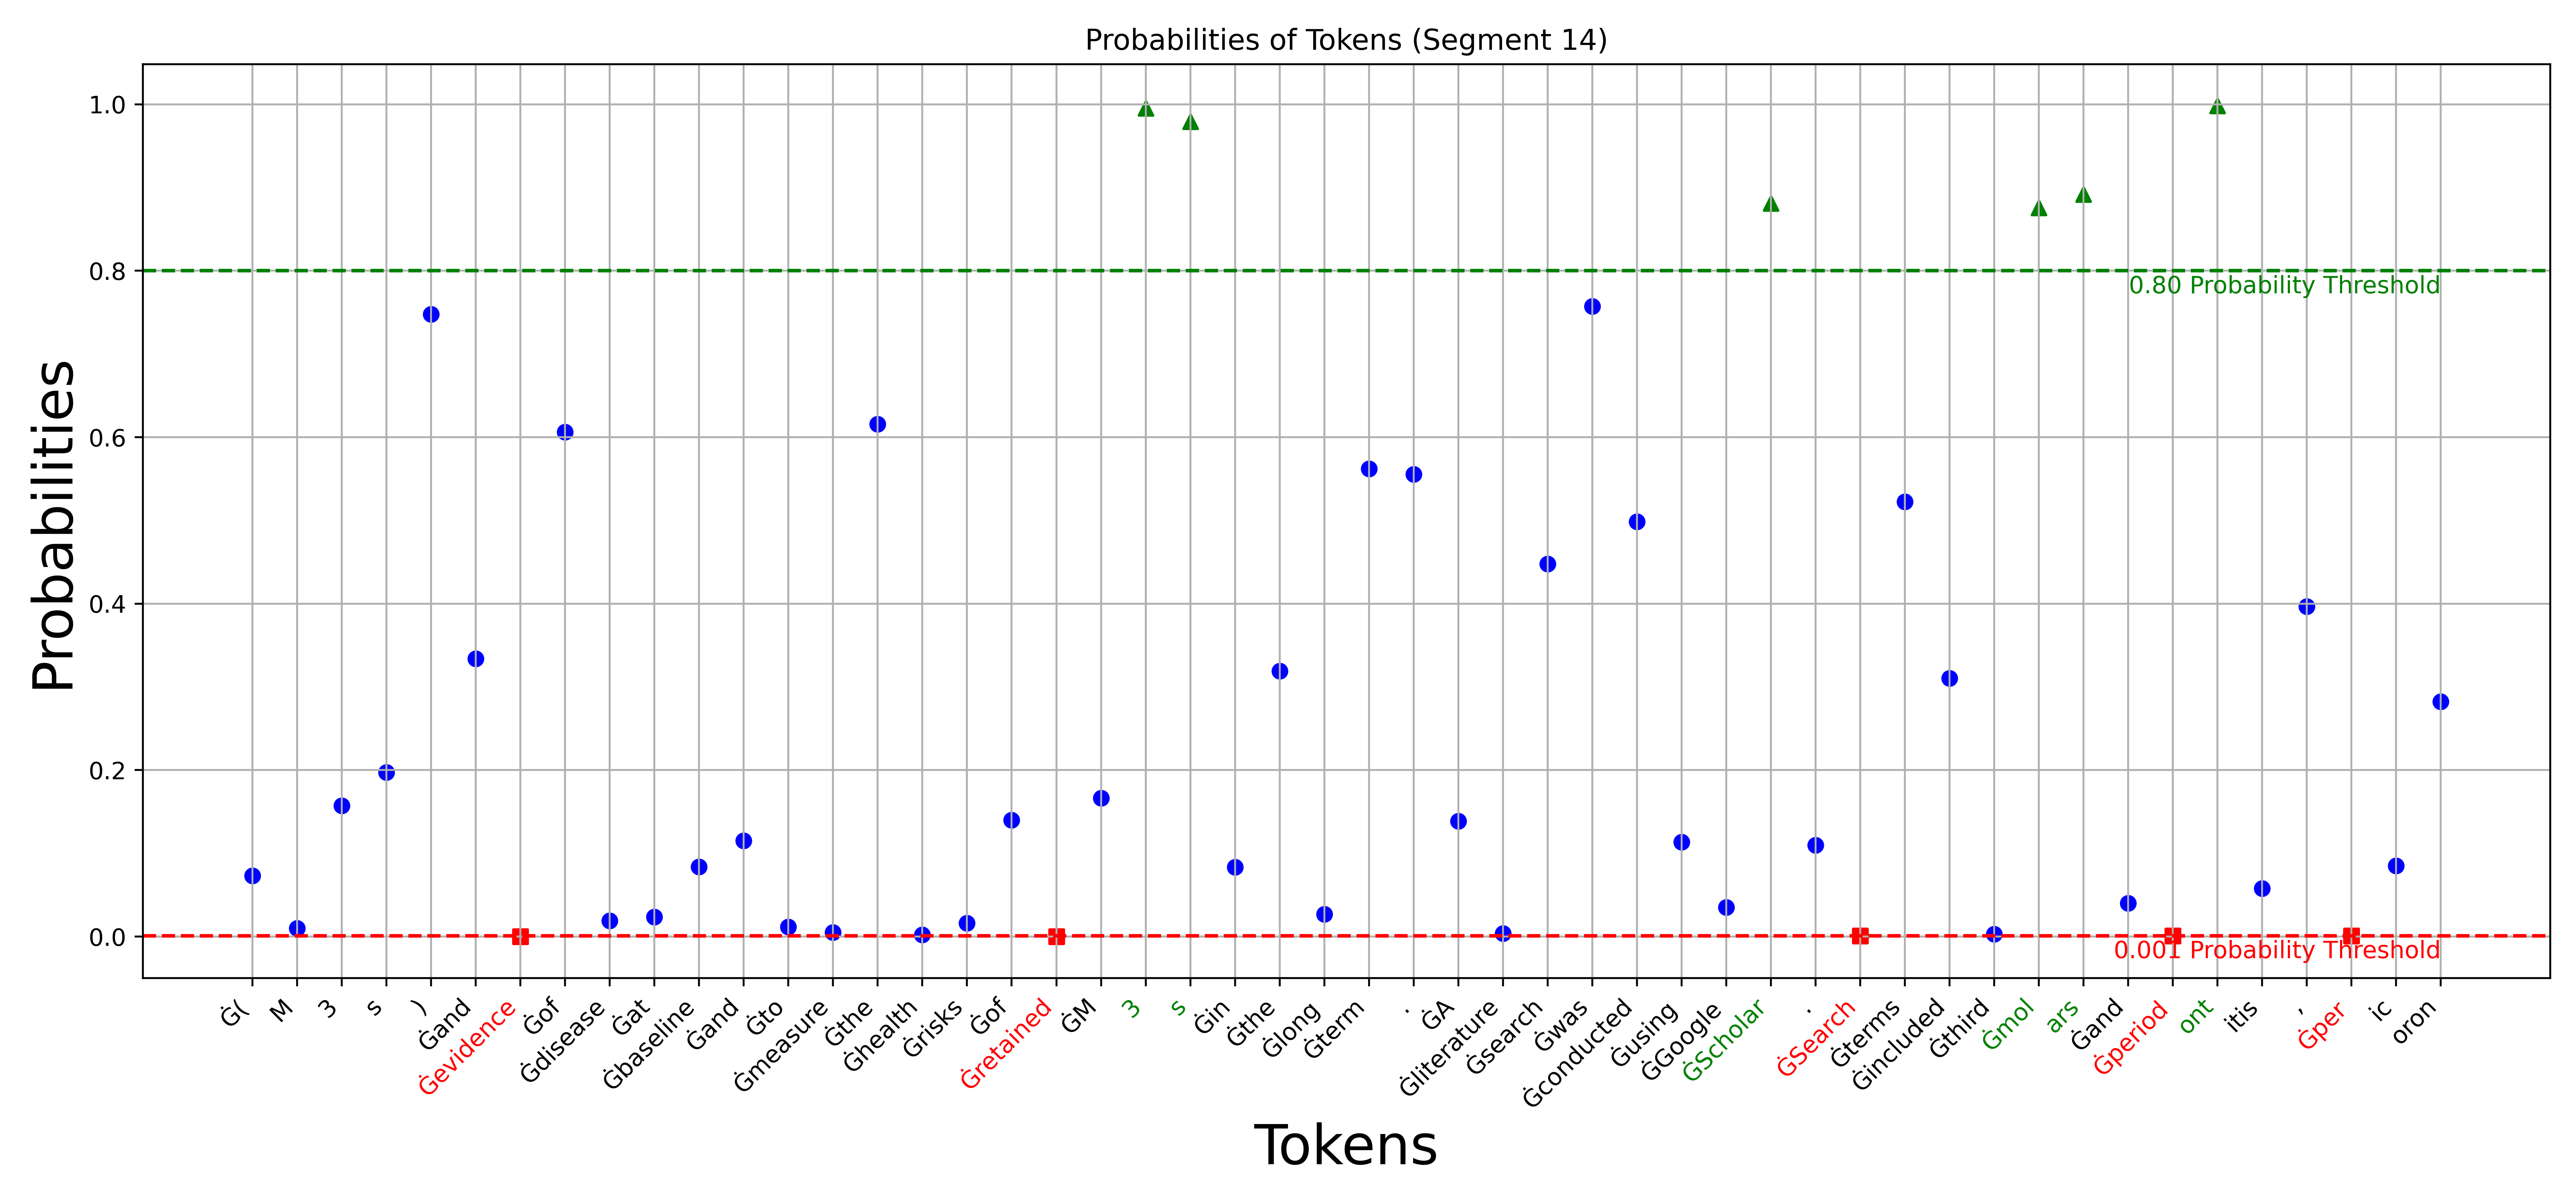 Probabilities of Tokens (Segment 14)
Probabilities
1.0
0.8
0.6
0.4
0.2
0.0
0.80 Probability Threshold
0.001 Probability Threshold
Ġ(
M
3
s
)
Ġand
Ġevidence
Ġof
Ġdisease
Ġat
Ġbaseline
Ġand
Ġto
Ġmeasure
Ġthe
Ġhealth
Ġrisks
Ġof
Ġretained
ĠM
3
s
Ġin
Ġthe
Ġlong
Ġterm
.
ĠA
Ġliterature
Ġsearch
Ġwas
Ġconducted
Ġusing
ĠGoogle
ĠScholar
.
ĠSearch
Ġterms
Ġincluded
Ġthird
Ġmol
ars
Ġand
Ġperiod
ont
itis
,
Ġper
ic
oron
Tokens